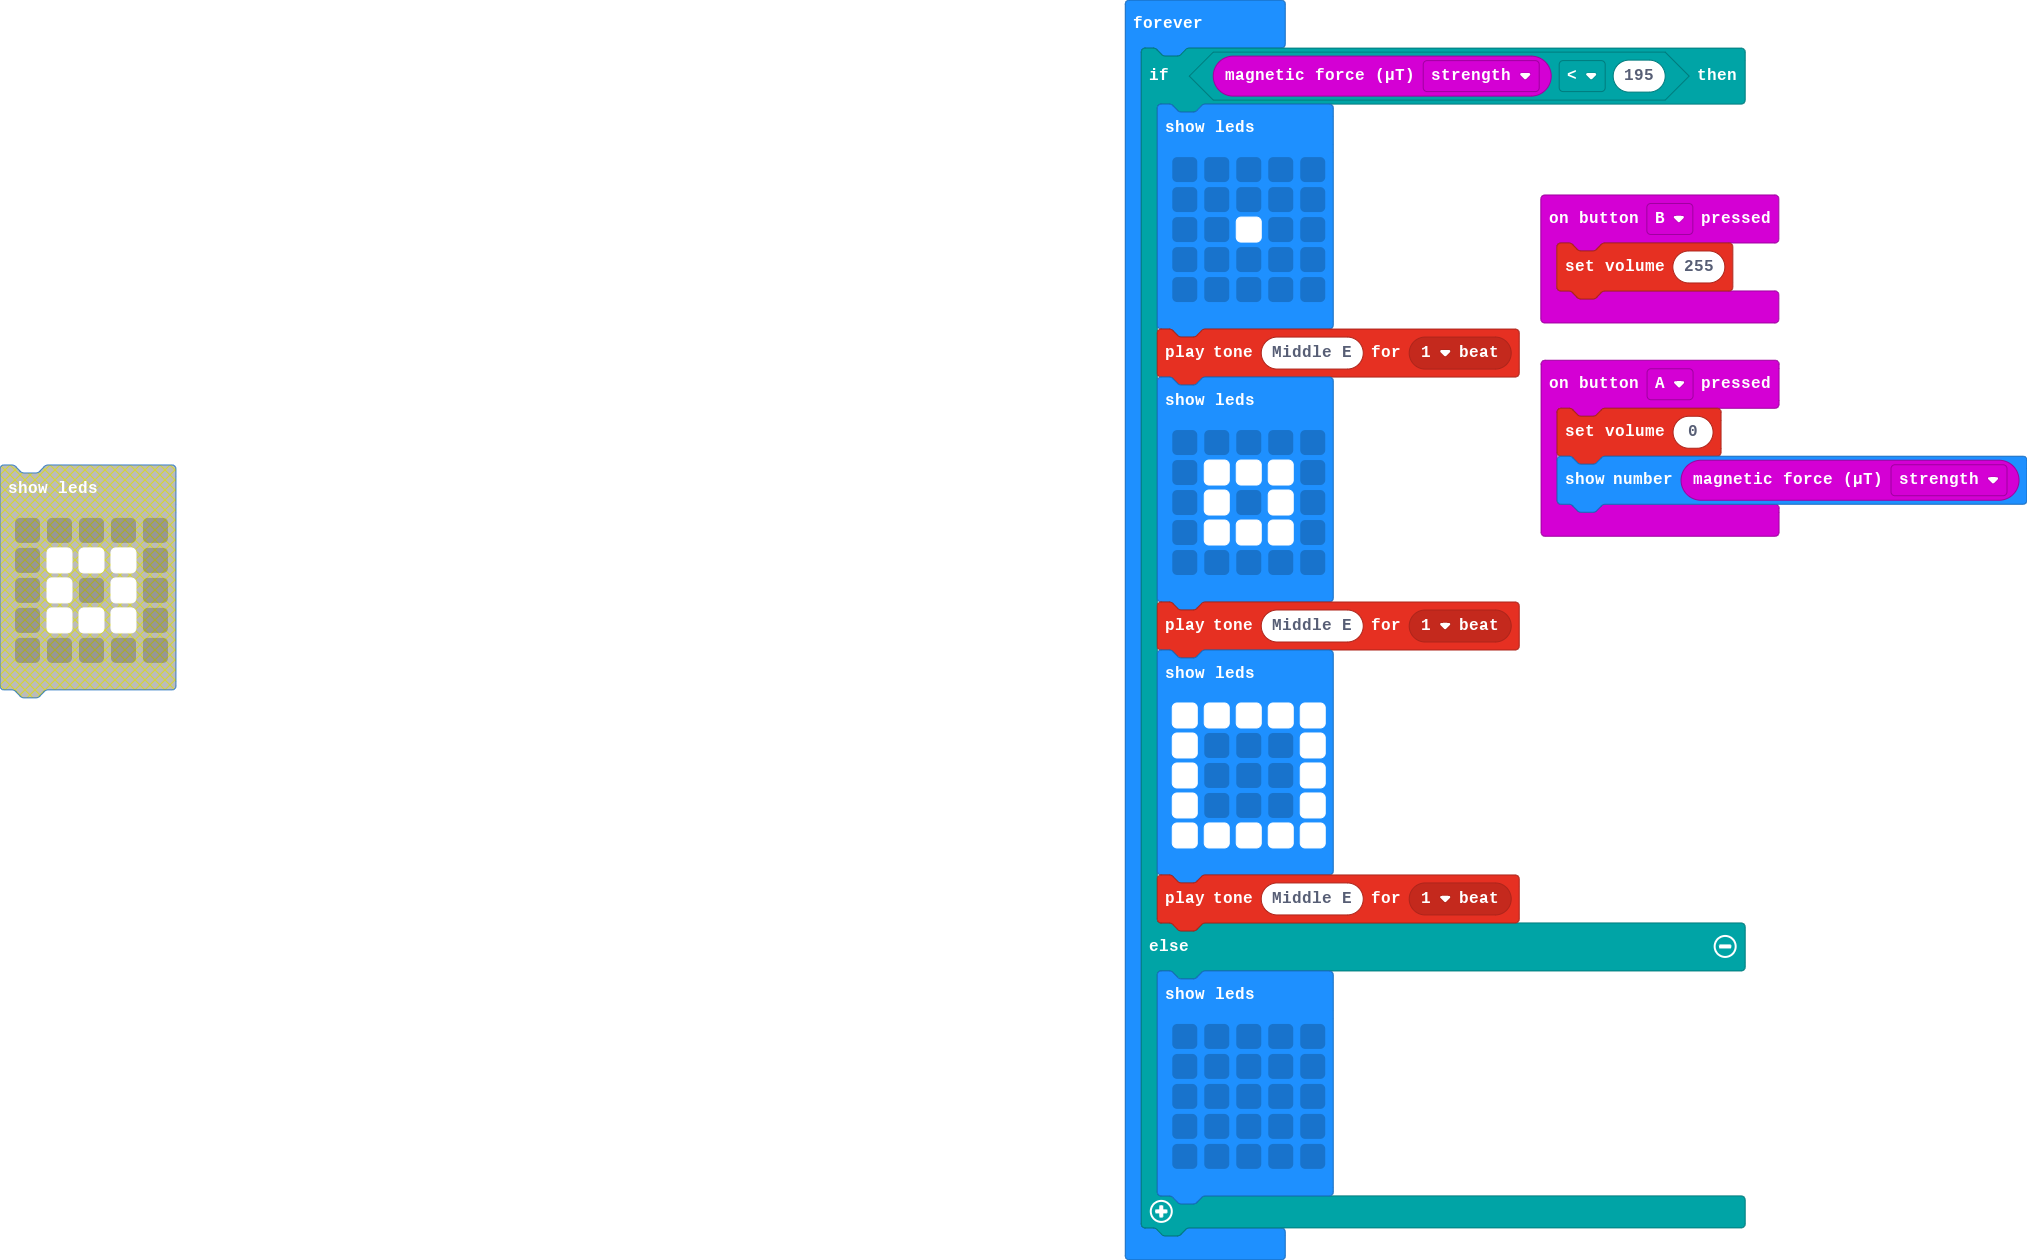 forever
if magnetic force (µT) strength < 195 then
show leds
play tone Middle E for 1 beat
show leds
play tone Middle E for 1 beat
show leds
play tone Middle E for 1 beat
else
show leds
on button B pressed
set volume 255
on button A pressed
set volume 0
show number magnetic force (µT) strength
show leds